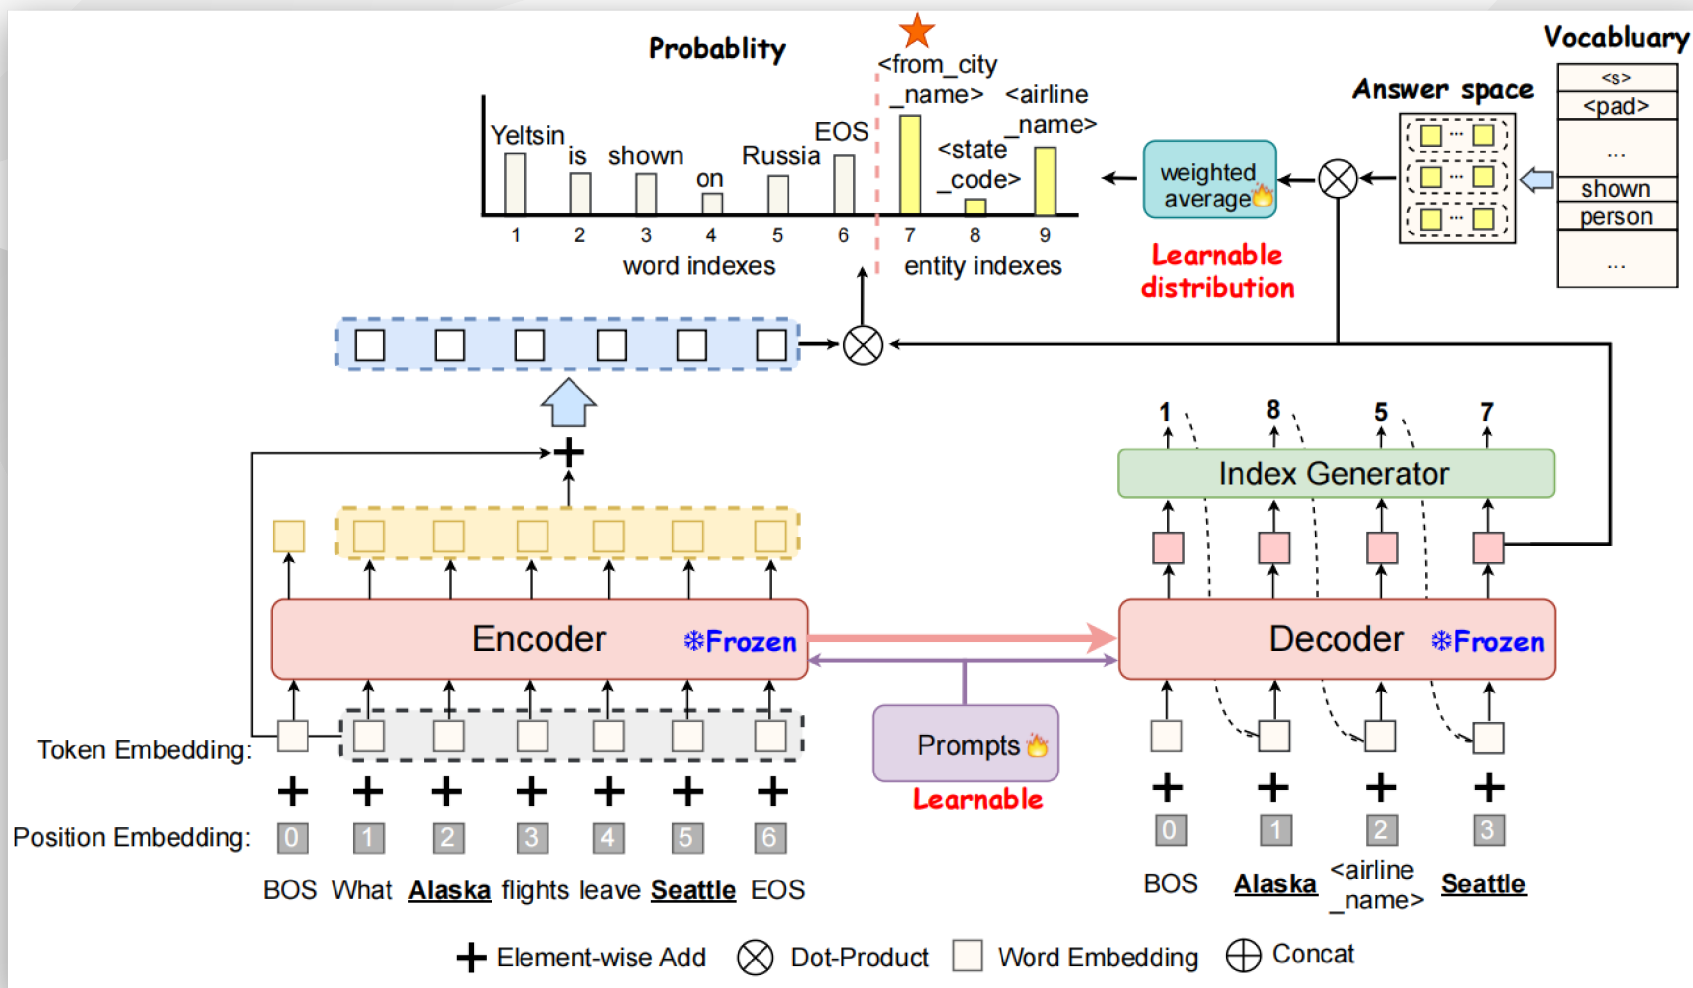 Probablity
<from_city
_name>
<airline
_name>
<state
_code>
Yeltsin
is
shown
on
Russia
EOS
1 2 3 4 5 6 7 8 9
word indexes
entity indexes
weighted
average
Learnable
distribution
Answer space
... 
...
...
Vocabluary
<s>
<pad>
...
shown
person
...
1 8 5 7
Index Generator
Encoder
❄Frozen
Decoder
❄Frozen
Prompts
Learnable
Token Embedding:
Position Embedding:
0 1 2 3 4 5 6
BOS What Alaska flights leave Seattle EOS
0 1 2 3
BOS
Alaska
<airline
_name>
Seattle
Element-wise Add
Dot-Product
Word Embedding
Concat